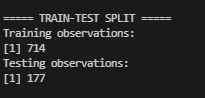 ===== TRAIN-TEST SPLIT =====
Training observations:
[1] 714
Testing observations:
[1] 177